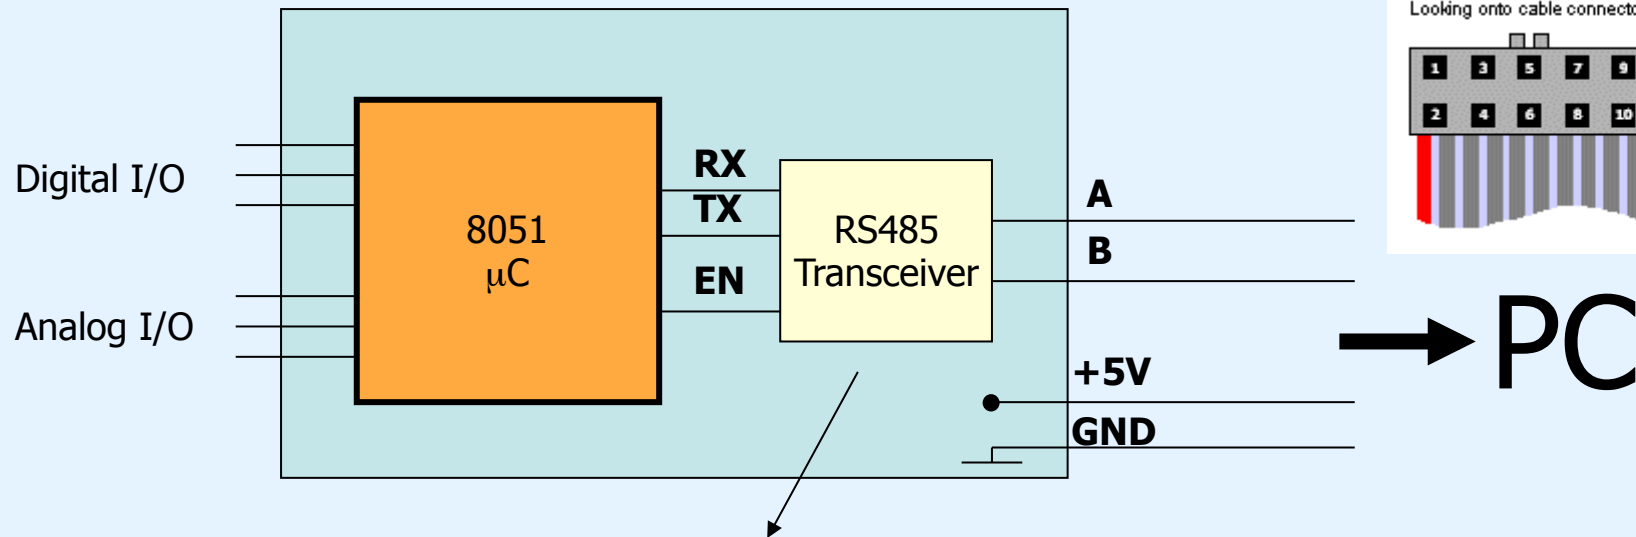 Looking onto cable
1 3 5 7 9
2 4 6 8 10
Digital I/O
Analog I/O
8051
μC
RX
TX
EN
RS485
Transceiver
A
B
+5V
GND
PC